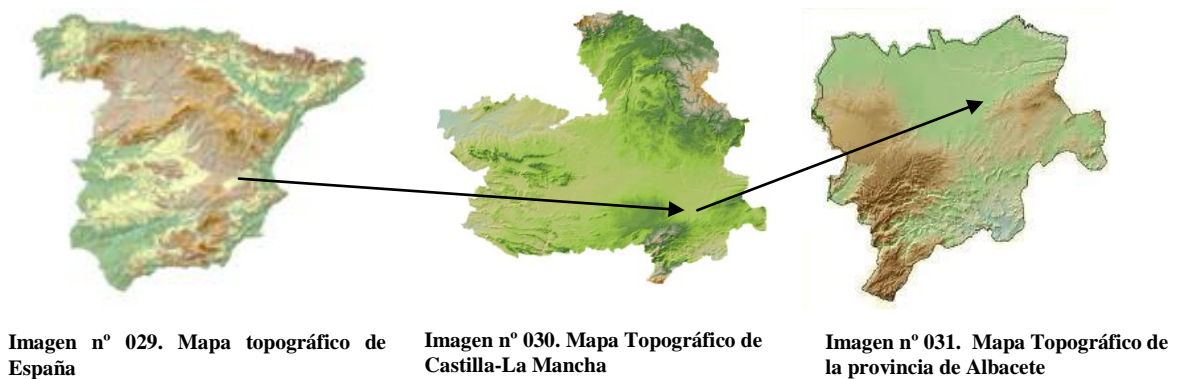 Imagen nº 029. Mapa topográfico de
España
Imagen nº 030. Mapa Topográfico de
Castilla-La Mancha
Imagen nº 031. Mapa Topográfico de
la provincia de Albacete